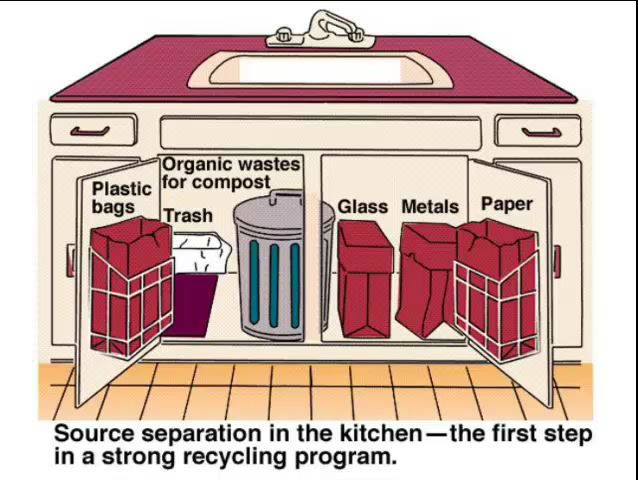 Organic wastes
for compost
Plastic
bags
Trash
Glass
Metals
Paper
Source separation in the kitchen—the first step
in a strong recycling program.